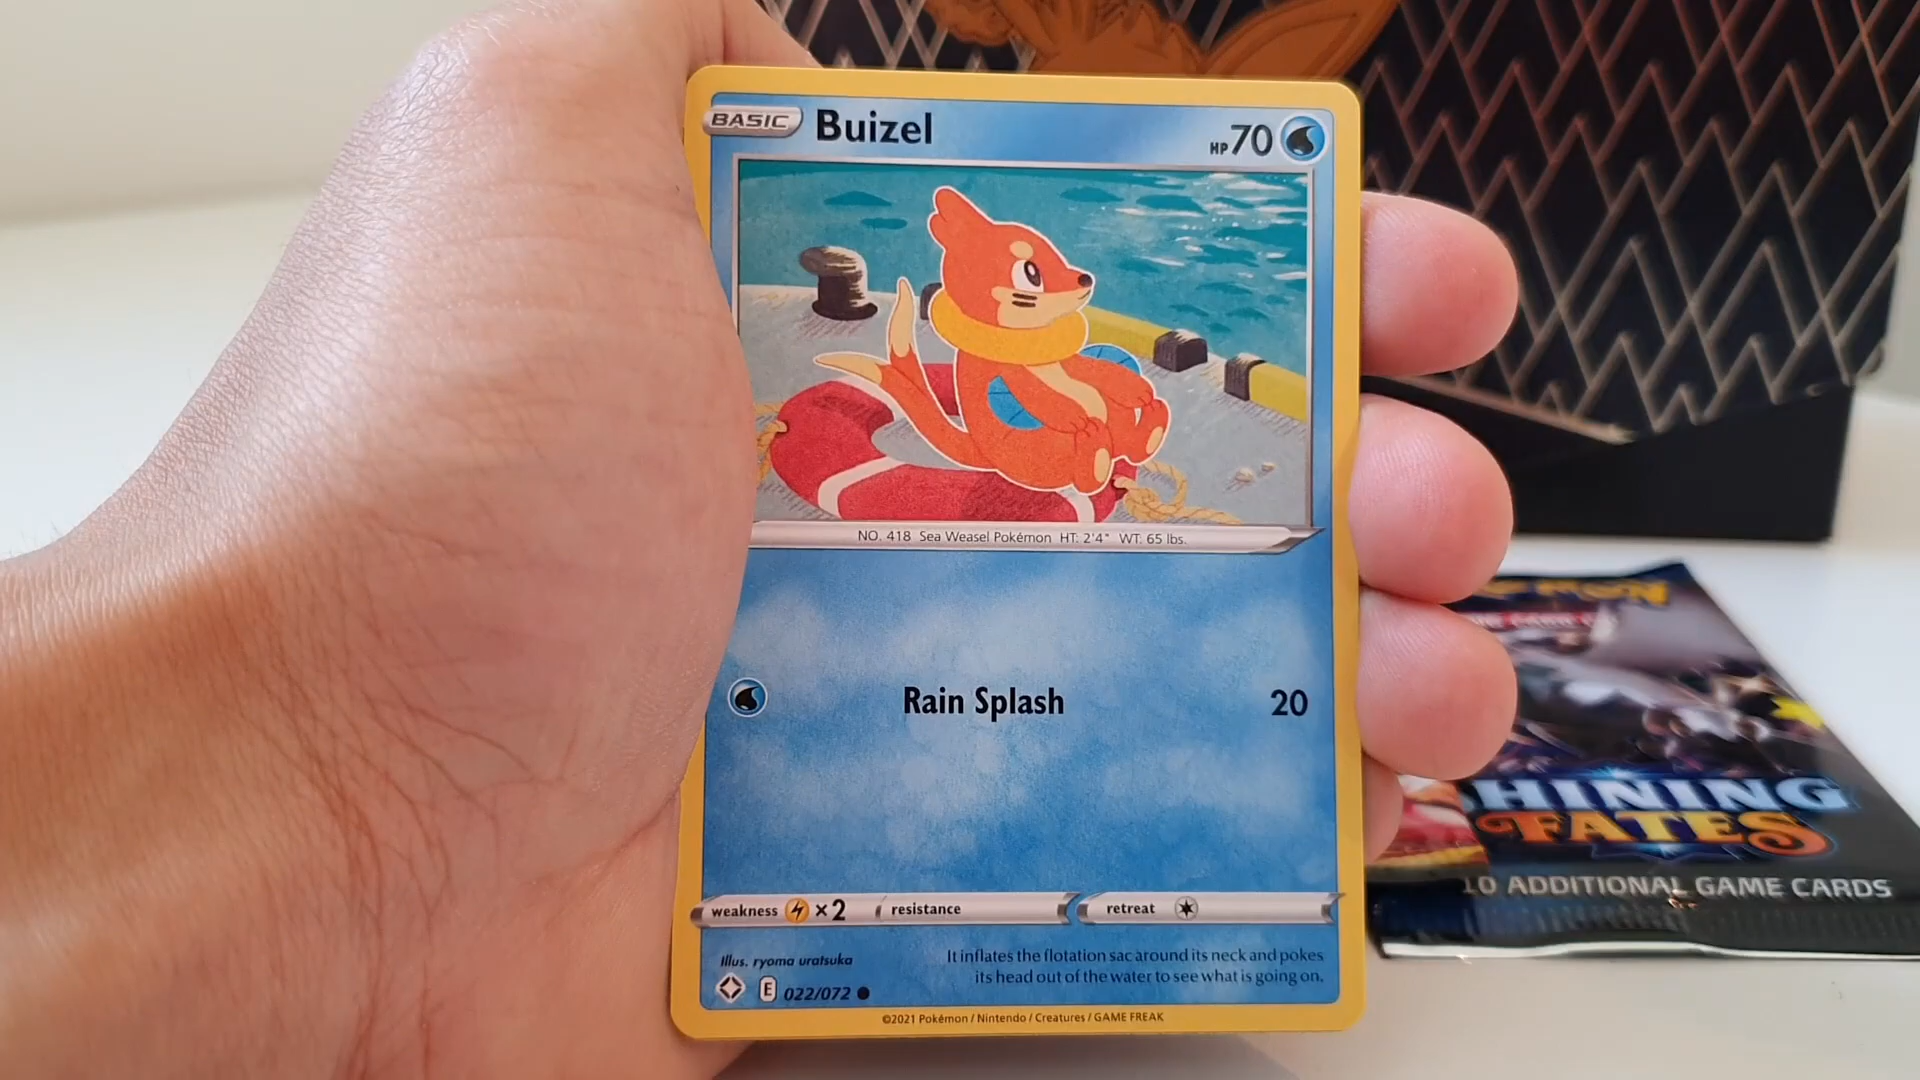 BASIC Buizel HP 70
NO. 418 Sea Weasel Pokémon HT: 2'4" WT: 65 lbs.
Rain Splash 20
weakness ×2 resistance retreat
Illus. ryoma uratsuka
It inflates the flotation sac around its neck and pokes
its head out of the water to see what is going on.
E 022/072
©2021 Pokémon / Nintendo / Creatures / GAME FREAK
SHINING
FATES
10 ADDITIONAL GAME CARDS